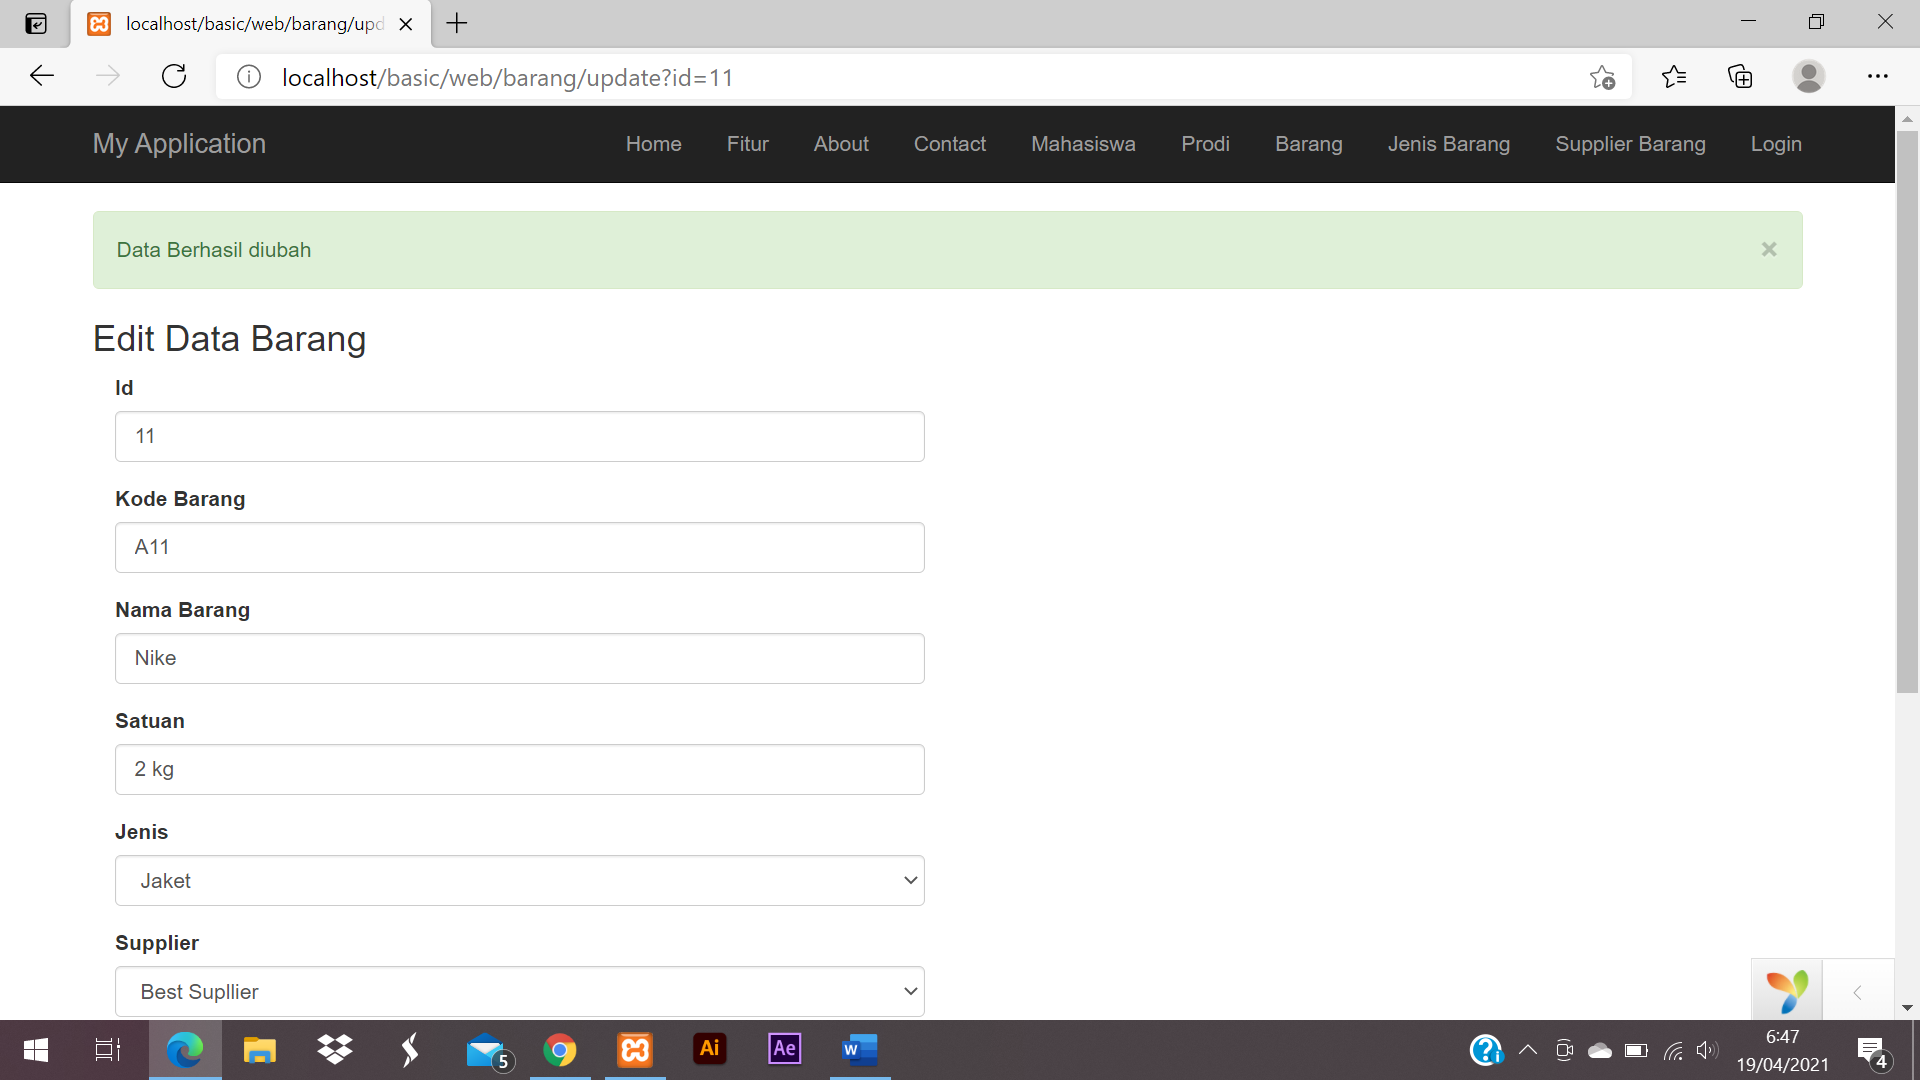 localhost/basic/web/barang/upd
localhost/basic/web/barang/update?id=11
My Application
Home Fitur About Contact Mahasiswa Prodi Barang Jenis Barang Supplier Barang Login
Data Berhasil diubah ×
Edit Data Barang
Id
11
Kode Barang
A11
Nama Barang
Nike
Satuan
2 kg
Jenis
Jaket
Supplier
Best Supllier
5
Ai
Ae
W
6:47
19/04/2021
4